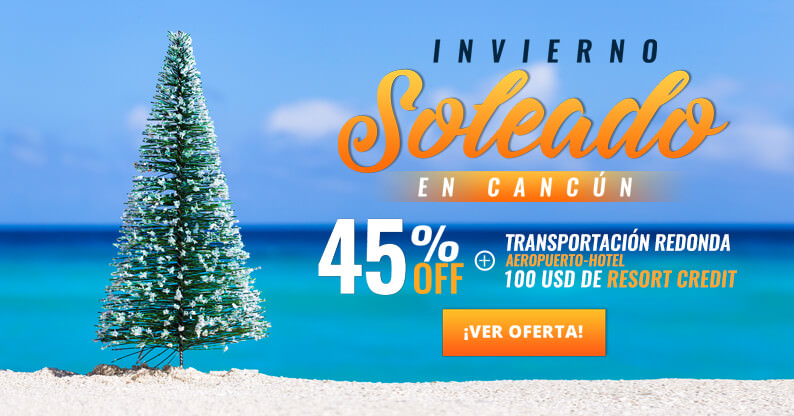 INVIERNO
Soleado
EN CANCÚN
45% OFF
+
TRANSPORTACIÓN REDONDA
AEROPUERTO-HOTEL
100 USD DE RESORT CREDIT
¡VER OFERTA!